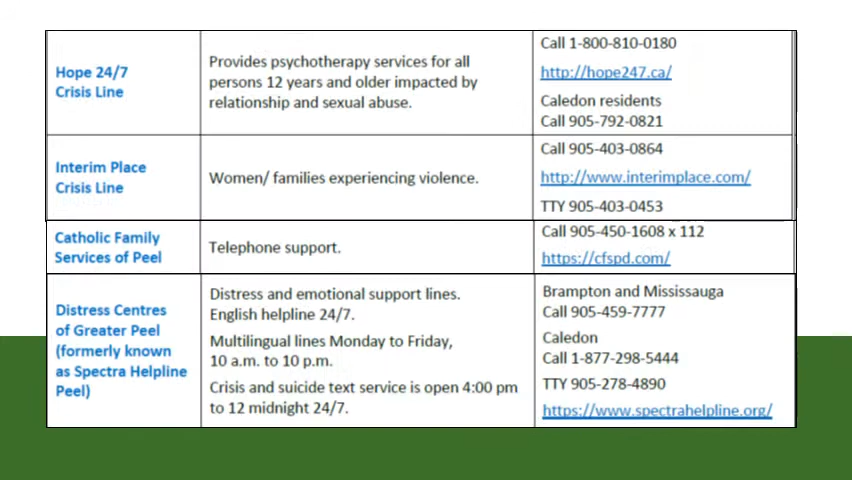 Hope 24/7
Crisis Line
Provides psychotherapy services for all
persons 12 years and older impacted by
relationship and sexual abuse.
Call 1-800-810-0180
http://hope247.ca/
Caledon residents
Call 905-792-0821
Interim Place
Crisis Line
Women/ families experiencing violence.
Call 905-403-0864
http://www.interimplace.com/
TTY 905-403-0453
Catholic Family
Services of Peel
Telephone support.
Call 905-450-1608 x 112
https://cfspd.com/
Distress Centres
of Greater Peel
(formerly known
as Spectra Helpline
Peel)
Distress and emotional support lines.
English helpline 24/7.
Multilingual lines Monday to Friday,
10 a.m. to 10 p.m.
Crisis and suicide text service is open 4:00 pm
to 12 midnight 24/7.
Brampton and Mississauga
Call 905-459-7777
Caledon
Call 1-877-298-5444
TTY 905-278-4890
https://www.spectrahelpline.org/